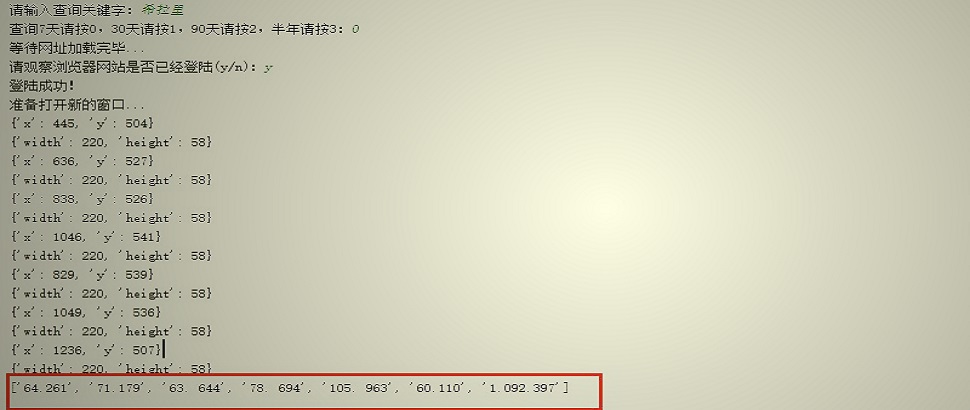 请输入查询关键字: 希拉里
查询7天请按0, 30天请按1, 90天请按2, 半年请按3: 0
等待网址加载完毕...
请观察浏览器网站是否已经登陆(y/n): y
登陆成功!
准备打开新的窗口...
{'x': 445, 'y': 504}
{'width': 220, 'height': 58}
{'x': 636, 'y': 527}
{'width': 220, 'height': 58}
{'x': 838, 'y': 526}
{'width': 220, 'height': 58}
{'x': 1046, 'y': 541}
{'width': 220, 'height': 58}
{'x': 829, 'y': 539}
{'width': 220, 'height': 58}
{'x': 1049, 'y': 536}
{'width': 220, 'height': 58}
{'x': 1236, 'y': 507}
{'width': 220, 'height': 58}
['64.261', '71.179', '63. 644', '78. 694', '105. 963', '60.110', '1.092.397']